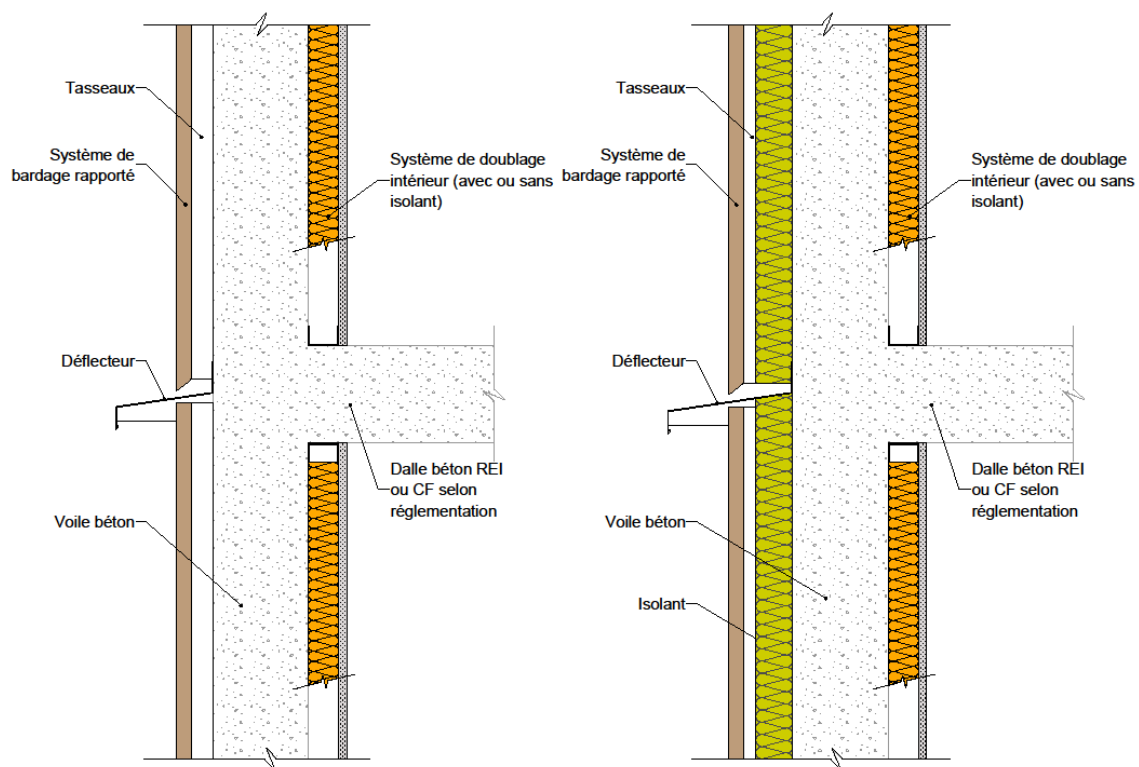 Tasseaux
Système de
bardage rapporté
Système de doublage
intérieur (avec ou sans
isolant)
Déflecteur
Dalle béton REI
ou CF selon
réglementation
Voile béton
Tasseaux
Système de
bardage rapporté
Système de doublage
intérieur (avec ou sans
isolant)
Déflecteur
Dalle béton REI
ou CF selon
réglementation
Voile béton
Isolant